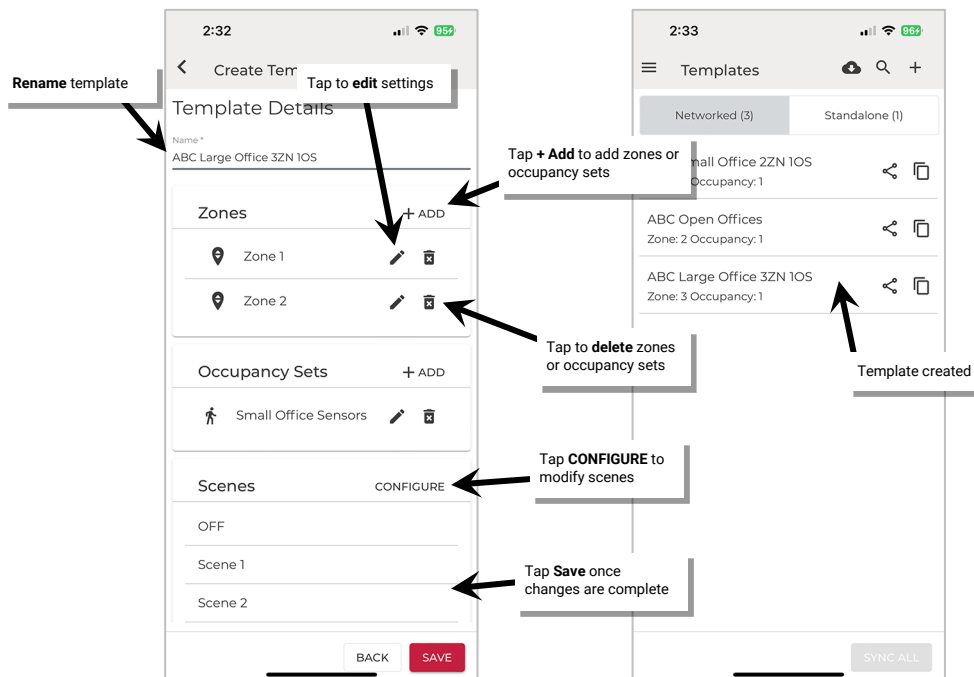 2:32
95
Create Tem
Rename template
Tap to edit settings
Template Details
Name *
ABC Large Office 3ZN 1OS
Tap + Add to add zones or
occupancy sets
Zones
+ ADD
Zone 1
Zone 2
Tap to delete zones
or occupancy sets
Occupancy Sets
+ ADD
Small Office Sensors
Tap CONFIGURE to
modify scenes
Scenes
CONFIGURE
OFF
Scene 1
Tap Save once
changes are complete
Scene 2
BACK
SAVE
2:33
96
Templates
Networked (3)
Standalone (1)
Office 2ZN 1OS
Occupancy: 1
ABC Open Offices
Zone: 2 Occupancy: 1
ABC Large Office 3ZN 1OS
Zone: 3 Occupancy: 1
Template created
SYNC ALL